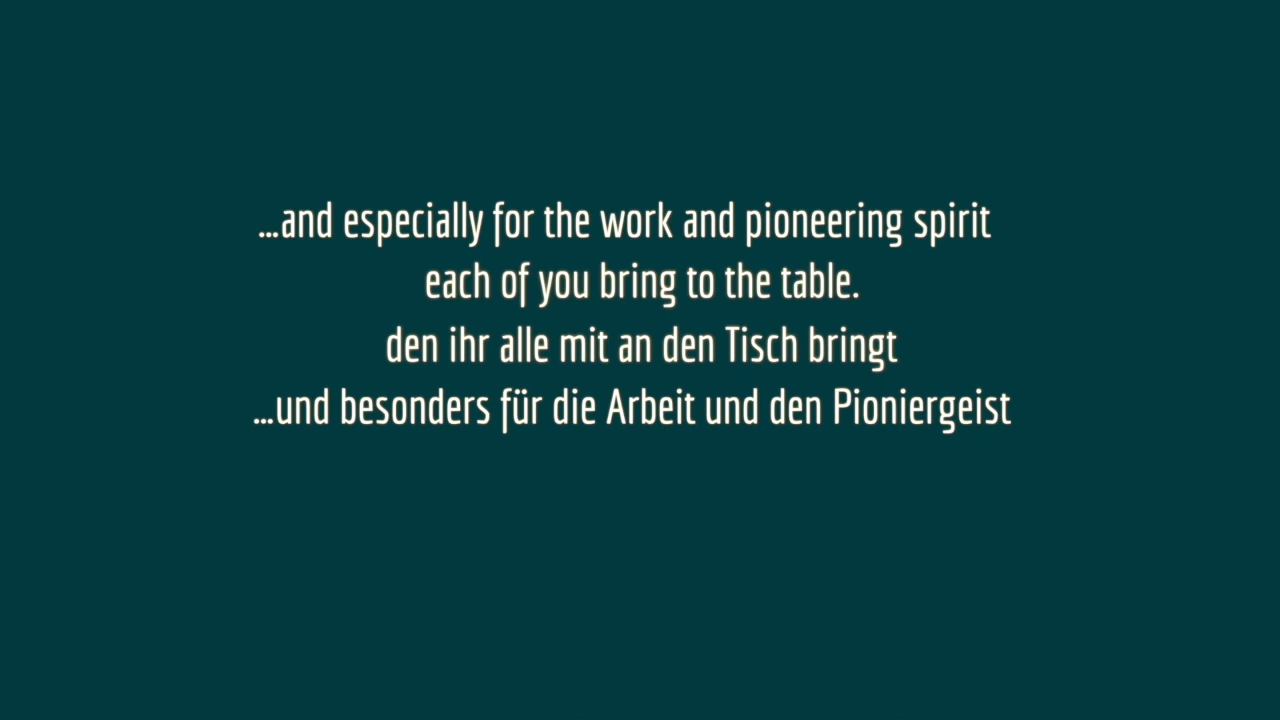 ...and especially for the work and pioneering spirit
each of you bring to the table.
den ihr alle mit an den Tisch bringt
...und besonders für die Arbeit und den Pioniergeist